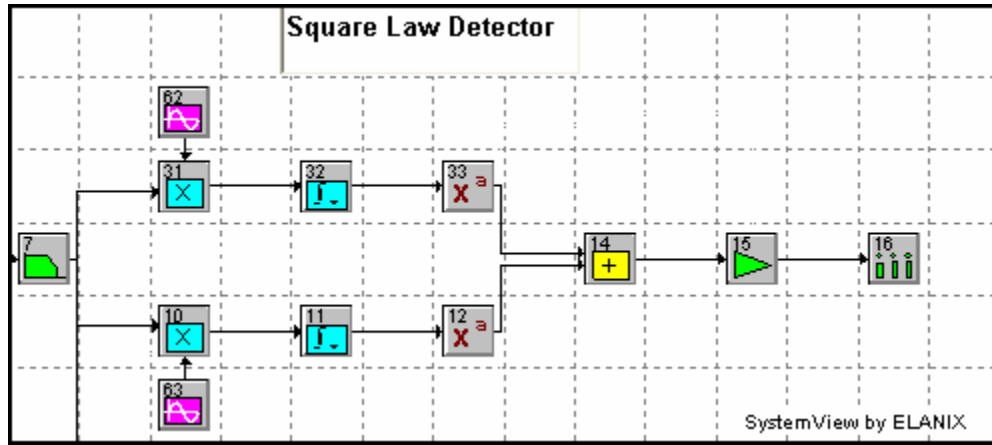 Square Law Detector
62
31
X
32
33
X a
7
14
+
15
16
10
X
11
12
X a
63
SystemView by ELANIX